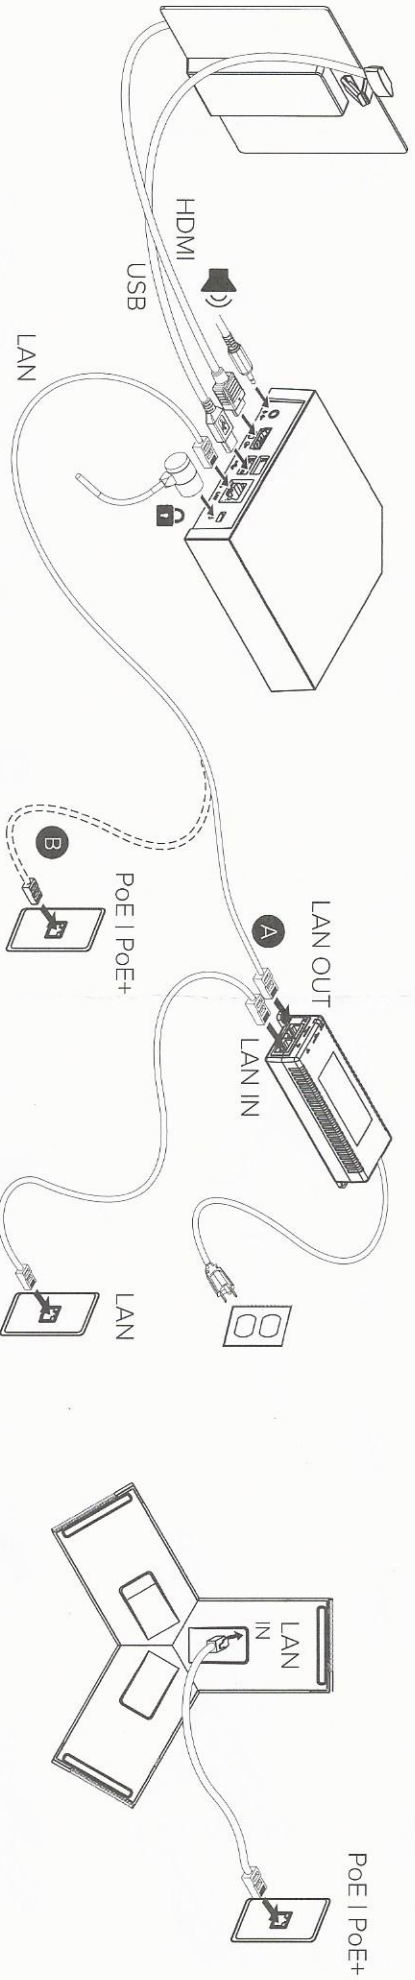 HDMI
USB
LAN
B
PoE | PoE+
A
LAN OUT
LAN IN
LAN
LAN
IN
PoE | PoE+